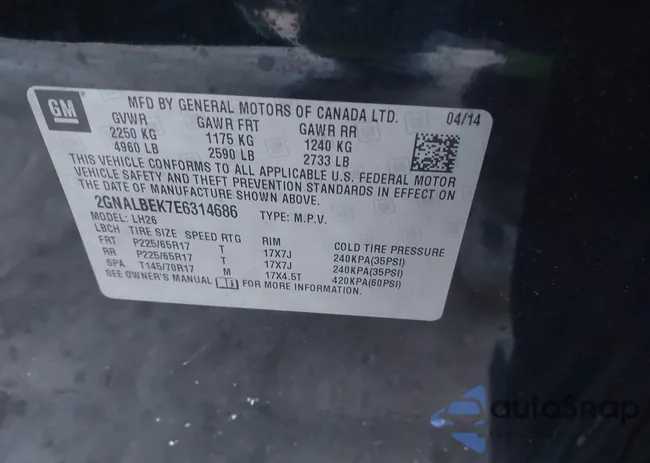 GM
MFD BY GENERAL MOTORS OF CANADA LTD. 04/14
GVWR GAWR FRT GAWR RR
2250 KG 1175 KG 1240 KG
4960 LB 2590 LB 2733 LB
THIS VEHICLE CONFORMS TO ALL APPLICABLE U.S. FEDERAL MOTOR
VEHICLE SAFETY AND THEFT PREVENTION STANDARDS IN EFFECT ON
THE DATE OF MANUFACTURE SHOWN ABOVE.
2GNALBEK7E6314686 TYPE: M.P.V.
MODEL: LH26
LBCH TIRE SIZE SPEED RTG RIM COLD TIRE PRESSURE
FRT P225/65R17 T 17X7J 240KPA(35PSI)
RR P225/65R17 T 17X7J 240KPA(35PSI)
SPA T145/70R17 M 17X4.5T 420KPA(60PSI)
SEE OWNER'S MANUAL FOR MORE INFORMATION.
autoSnap